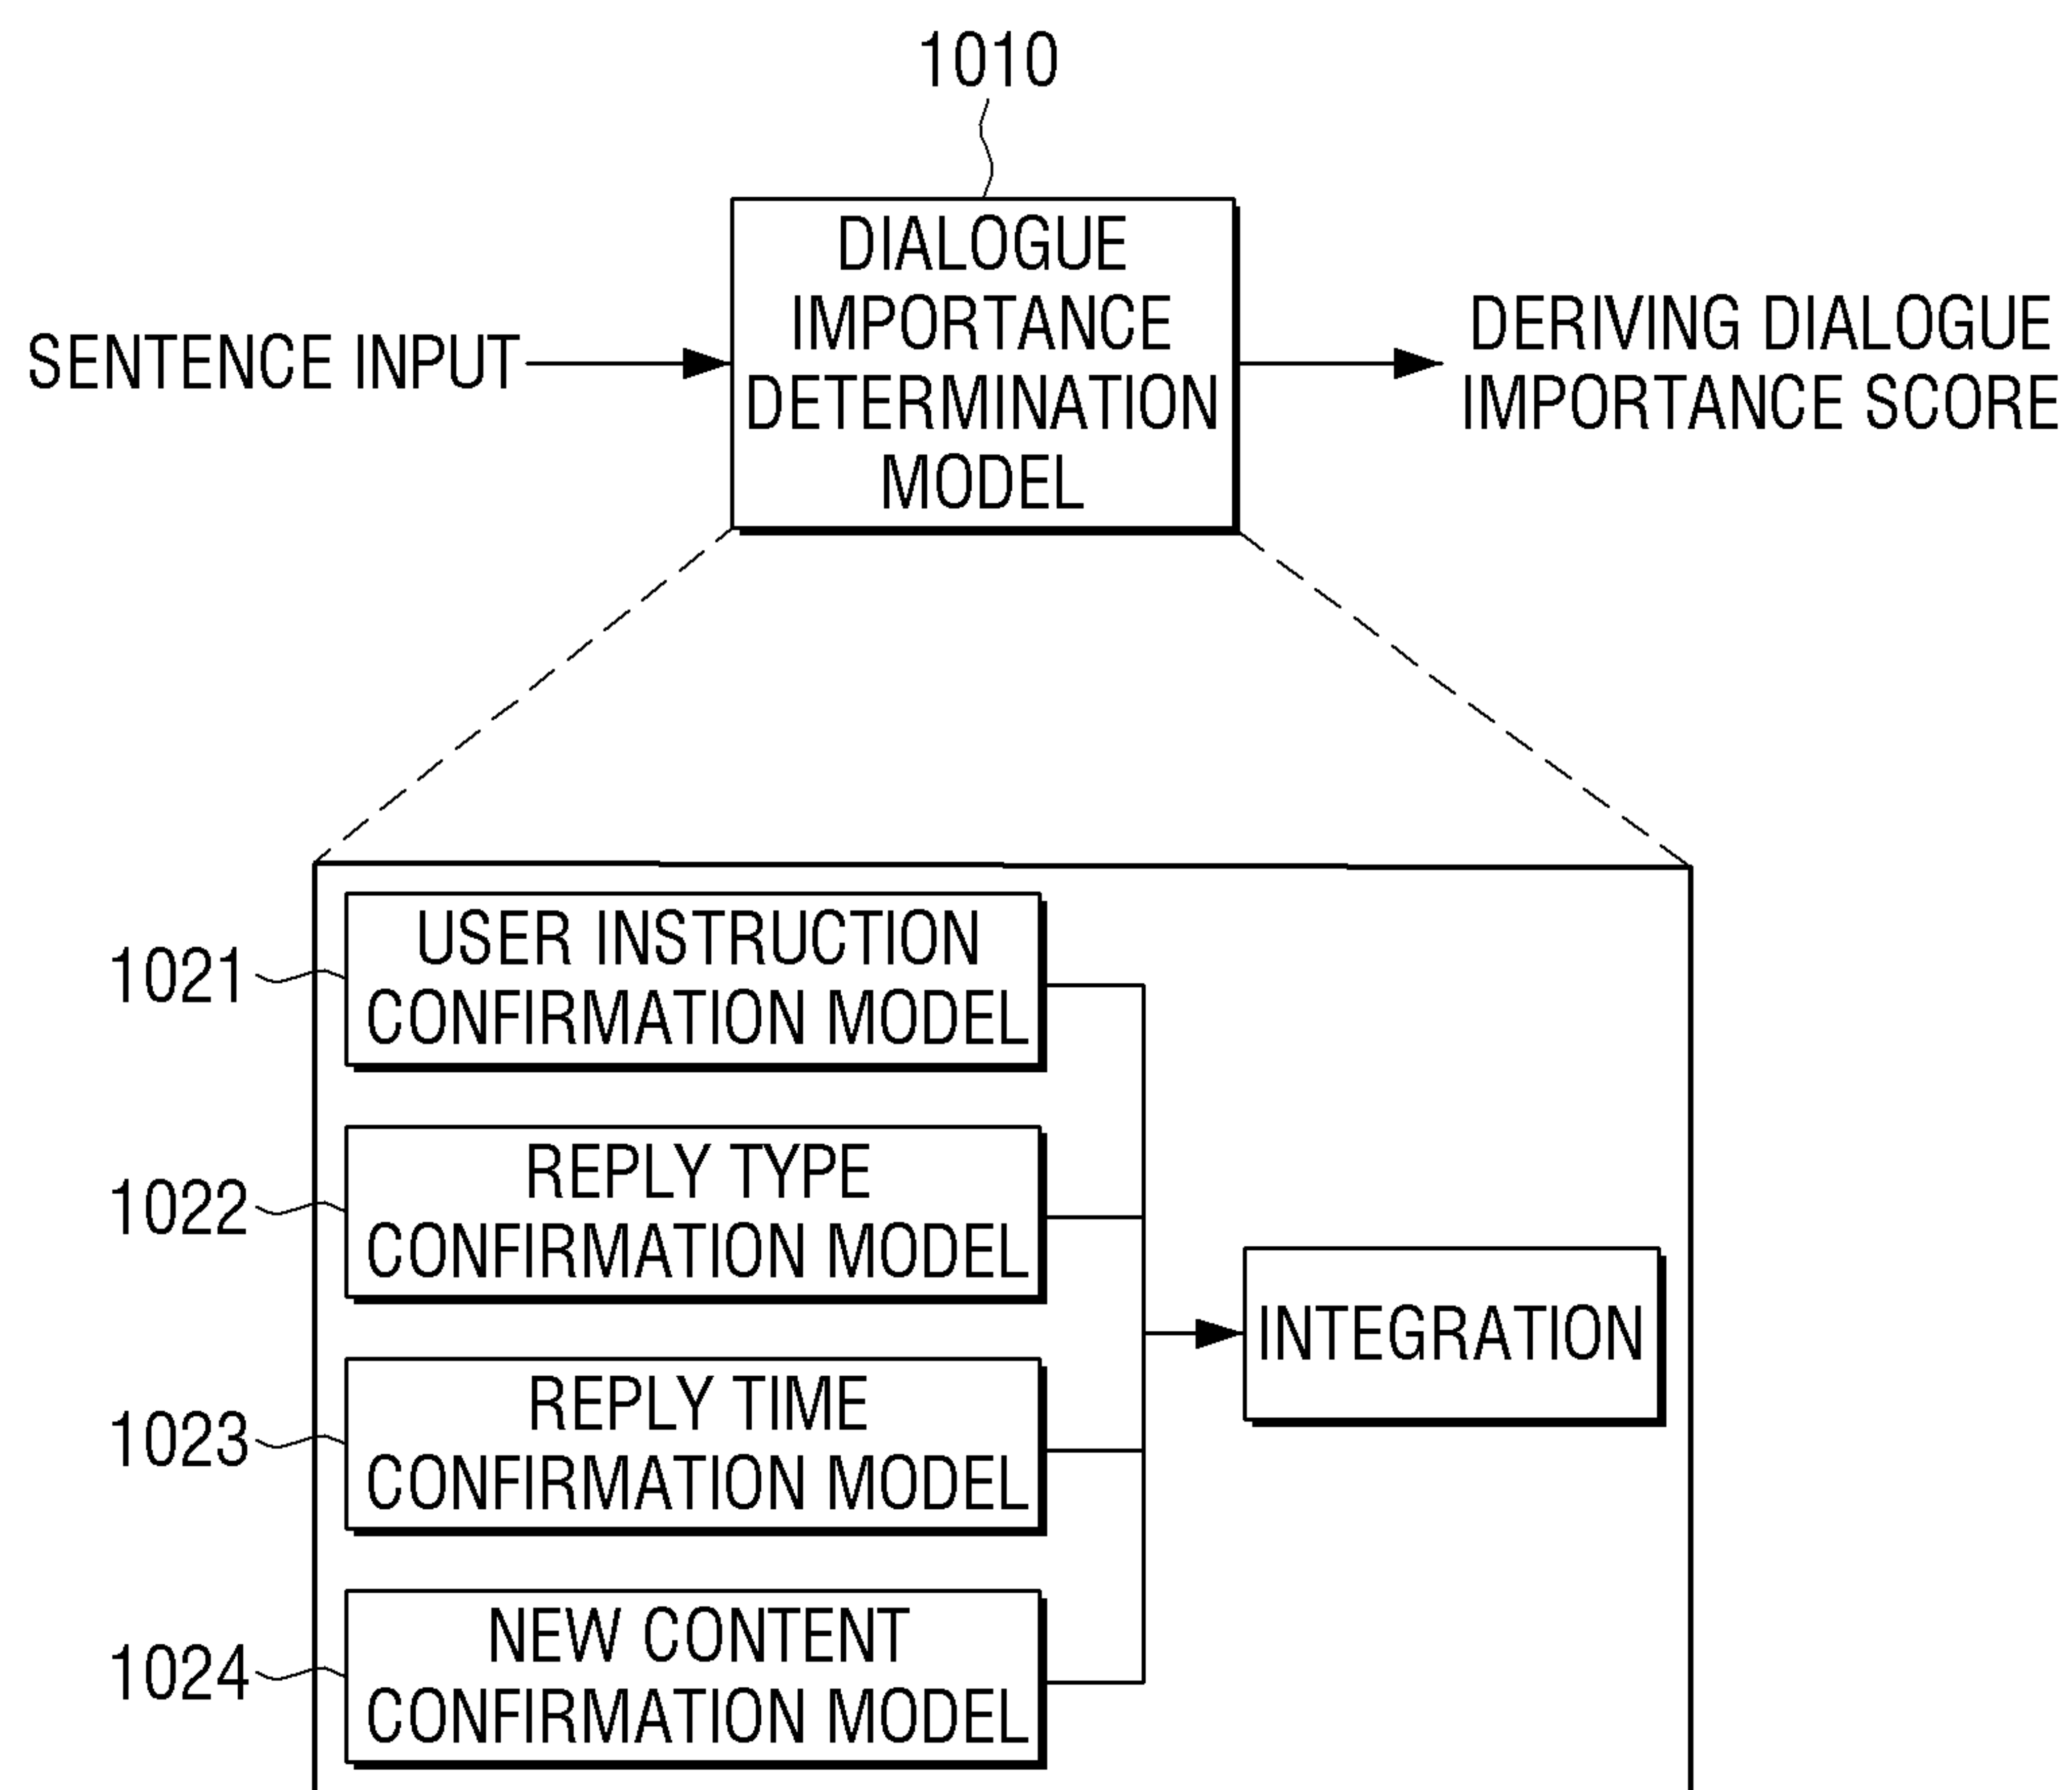 1010
DIALOGUE
IMPORTANCE
DETERMINATION
MODEL
SENTENCE INPUT
DERIVING DIALOGUE
IMPORTANCE SCORE
1021
USER INSTRUCTION
CONFIRMATION MODEL
1022
REPLY TYPE
CONFIRMATION MODEL
1023
REPLY TIME
CONFIRMATION MODEL
1024
NEW CONTENT
CONFIRMATION MODEL
INTEGRATION